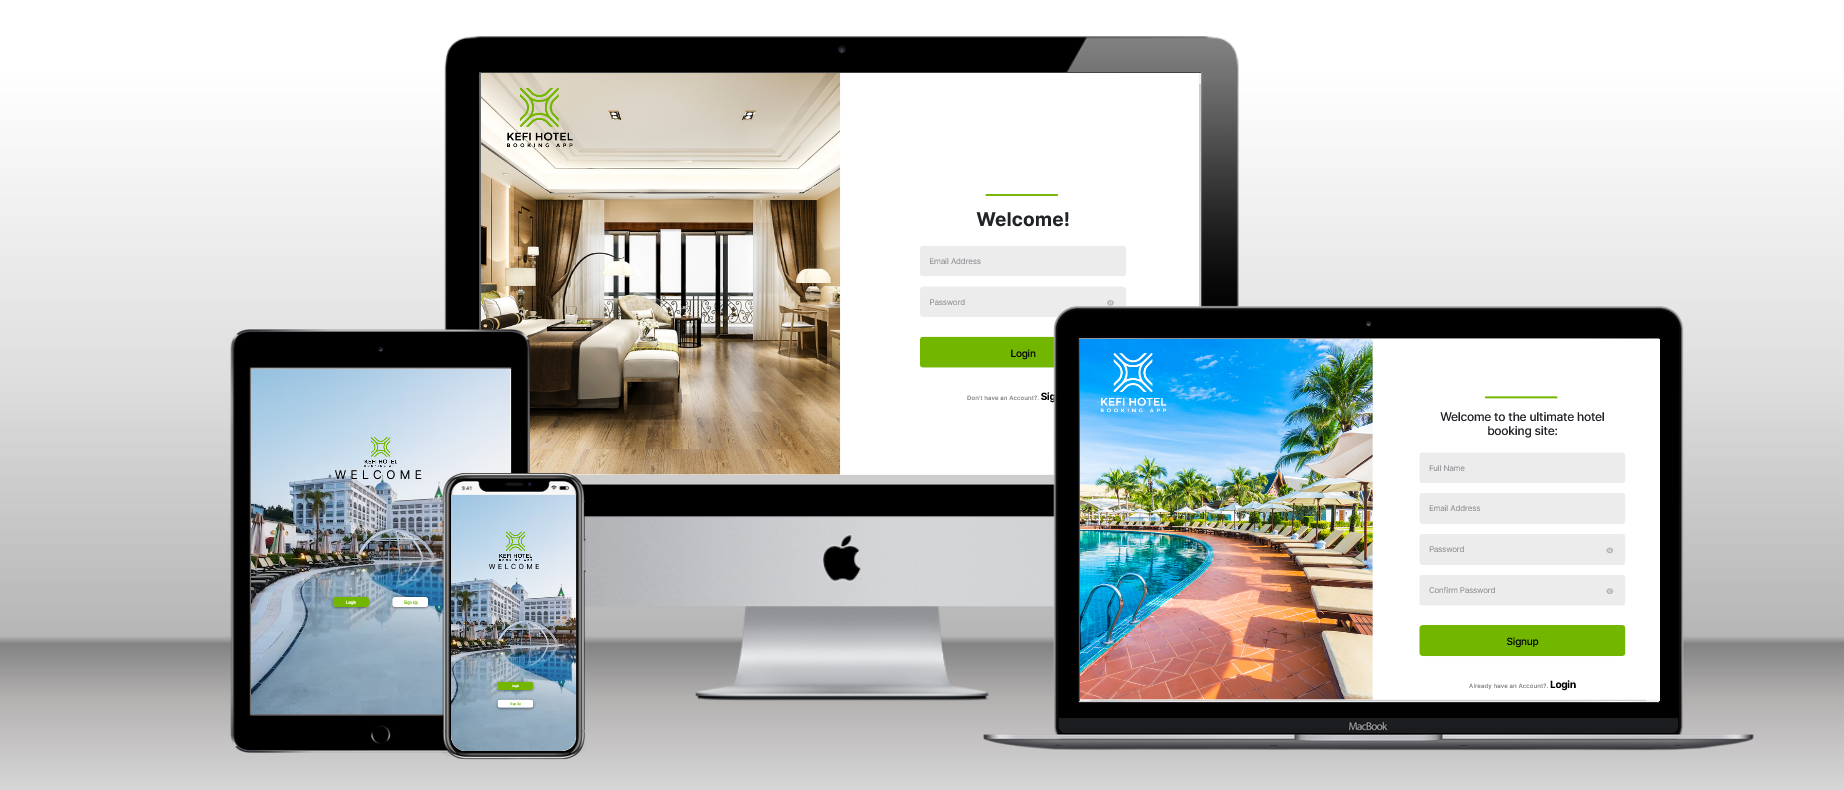 KEFI HOTEL
BOOKING APP
Welcome!
Email Address
Password
Login
Don't have an Account?. Sig
KEFI HOTEL
BOOKING APP
Welcome to the ultimate hotel
booking site:
Full Name
Email Address
Password
Confirm Password
Signup
Already have an Account?. Login
MacBook
KEFI HOTEL
BOOKING APP
WELCOME
Login
Sign Up
9:41
KEFI HOTEL
WELCOME
Login
Sign Up